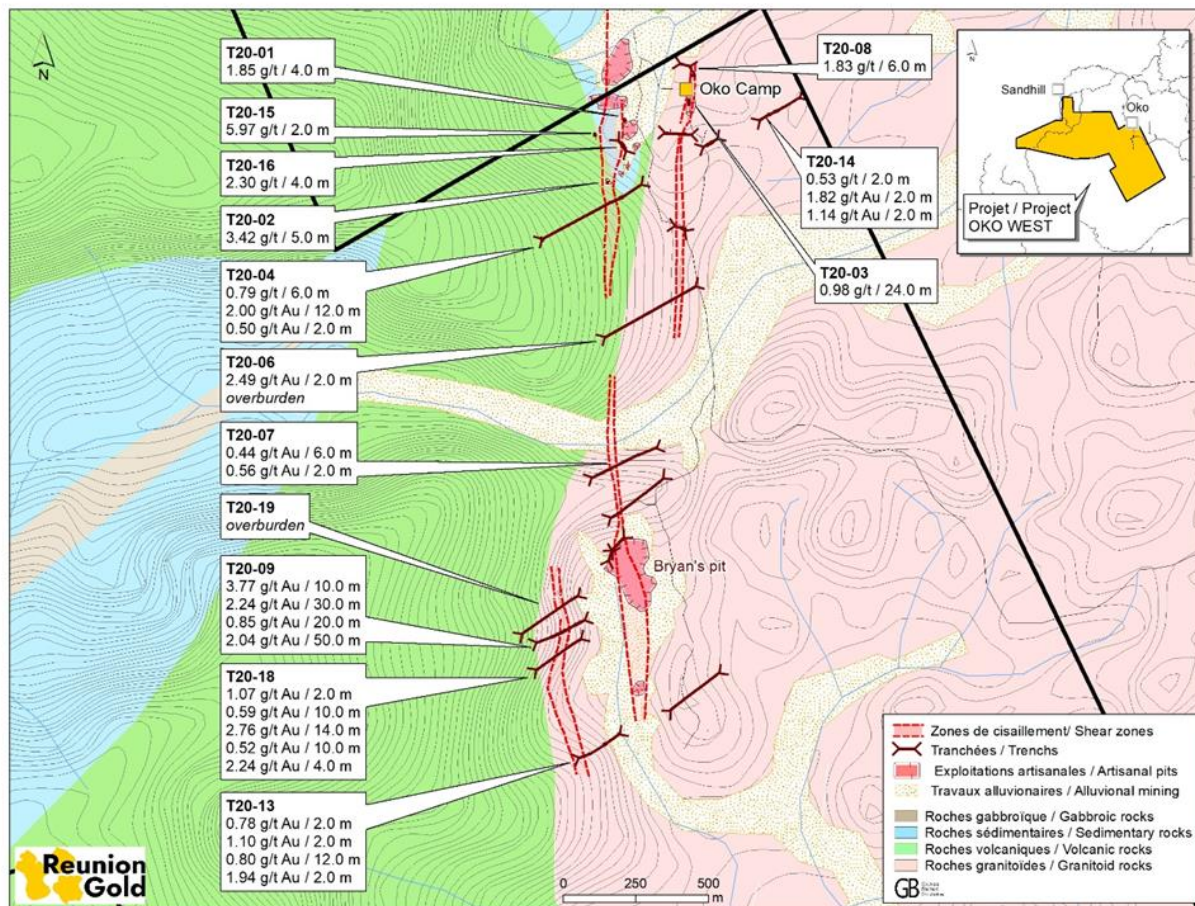 N
T20-01
1.85 g/t / 4.0 m
T20-15
5.97 g/t / 2.0 m
T20-16
2.30 g/t / 4.0 m
T20-02
3.42 g/t / 5.0 m
T20-04
0.79 g/t / 6.0 m
2.00 g/t Au / 12.0 m
0.50 g/t Au / 2.0 m
T20-06
2.49 g/t Au / 2.0 m
overburden
T20-07
0.44 g/t Au / 6.0 m
0.56 g/t Au / 2.0 m
T20-19
overburden
T20-09
3.77 g/t Au / 10.0 m
2.24 g/t Au / 30.0 m
0.85 g/t Au / 20.0 m
2.04 g/t Au / 50.0 m
T20-18
1.07 g/t Au / 2.0 m
0.59 g/t Au / 10.0 m
2.76 g/t Au / 14.0 m
0.52 g/t Au / 10.0 m
2.24 g/t Au / 4.0 m
T20-13
0.78 g/t Au / 2.0 m
1.10 g/t Au / 2.0 m
0.80 g/t Au / 12.0 m
1.94 g/t Au / 2.0 m
T20-08
1.83 g/t / 6.0 m
Oko Camp
T20-14
0.53 g/t / 2.0 m
1.82 g/t Au / 2.0 m
1.14 g/t Au / 2.0 m
T20-03
0.98 g/t / 24.0 m
Bryan's pit
N
Sandhill
Oko
Projet / Project
OKO WEST
Zones de cisaillement/ Shear zones
Tranchées / Trenchs
Exploitations artisanales / Artisanal pits
Travaux alluvionaires / Alluvional mining
Roches gabbroïque / Gabbroic rocks
Roches sédimentaires / Sedimentary rocks
Roches volcaniques / Volcanic rocks
Roches granitoïdes / Granitoid rocks
GB
0 250 500
m
Reunion
Gold